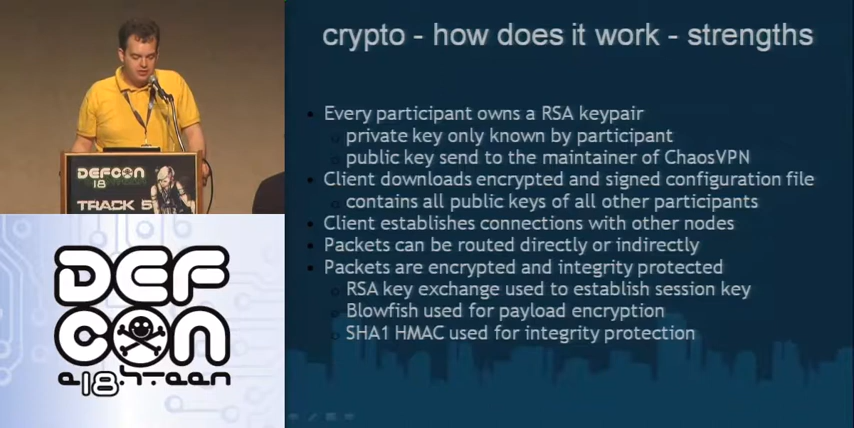 crypto - how does it work - strengths
Every participant owns a RSA keypair
private key only known by participant
public key send to the maintainer of ChaosVPN
Client downloads encrypted and signed configuration file
contains all public keys of all other participants
Client establishes connections with other nodes
Packets can be routed directly or indirectly
Packets are encrypted and integrity protected
RSA key exchange used to establish session key
Blowfish used for payload encryption
SHA1 HMAC used for integrity protection
DEFCON
18
TRACK 5
DEF
CON
e18hteen